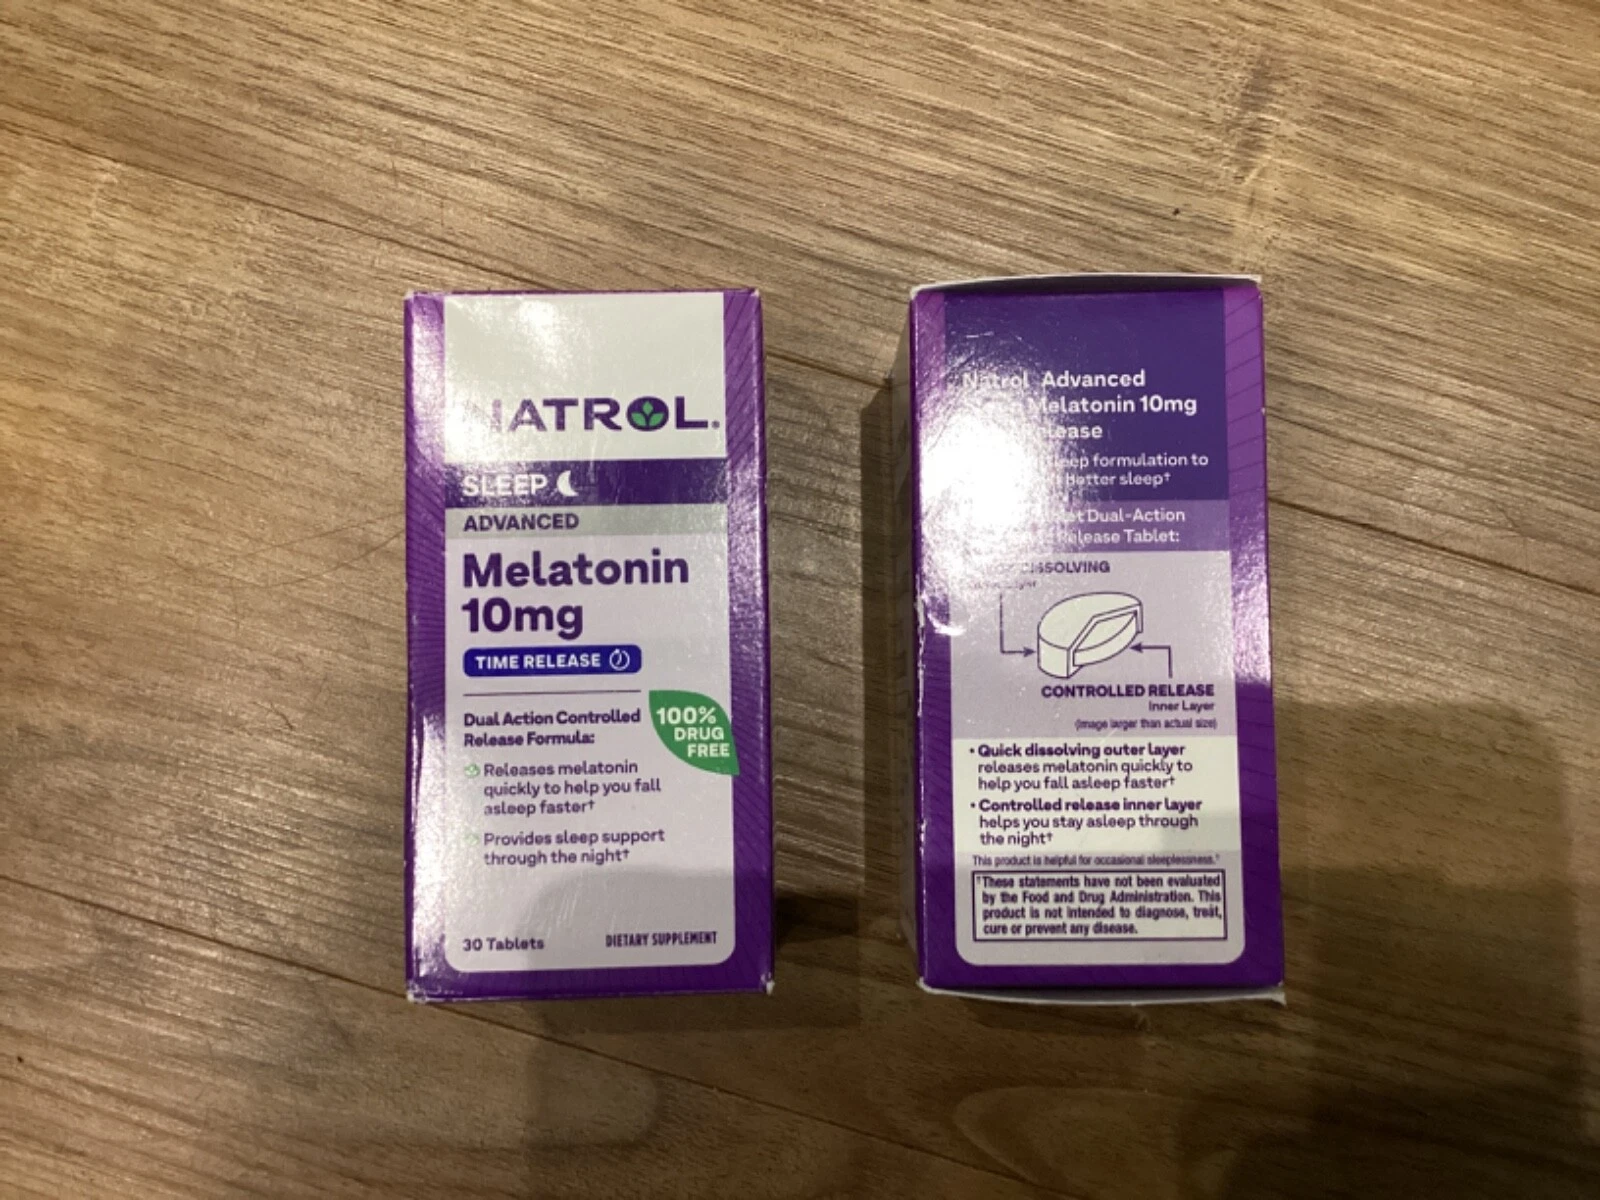 NATROL.
SLEEP
ADVANCED
Melatonin
10mg
TIME RELEASE
Dual Action Controlled
Release Formula:
100%
DRUG
FREE
Releases melatonin
quickly to help you fall
asleep faster†
Provides sleep support
through the night†
30 Tablets
DIETARY SUPPLEMENT
Natrol Advanced
Melatonin 10mg
formulation to
better sleep†
Dual-Action
Release Tablet:
DISSOLVING
CONTROLLED RELEASE
Inner Layer
(Image larger than actual size)
• Quick dissolving outer layer
releases melatonin quickly to
help you fall asleep faster†
• Controlled release inner layer
helps you stay asleep through
the night†
This product is helpful for occasional sleeplessness.†
†These statements have not been evaluated
by the Food and Drug Administration. This
product is not intended to diagnose, treat,
cure or prevent any disease.